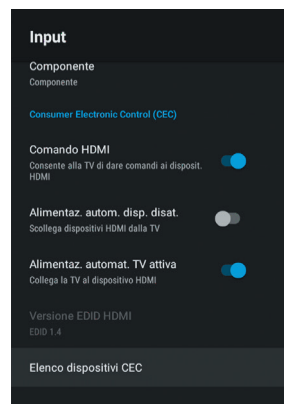 Input
Componente
Componente
Consumer Electronic Control (CEC)
Comando HDMI
Consente alla TV di dare comandi ai disposit.
HDMI
Alimentaz. autom. disp. disat.
Scollega dispositivi HDMI dalla TV
Alimentaz. automat. TV attiva
Collega la TV al dispositivo HDMI
Versione EDID HDMI
EDID 1.4
Elenco dispositivi CEC